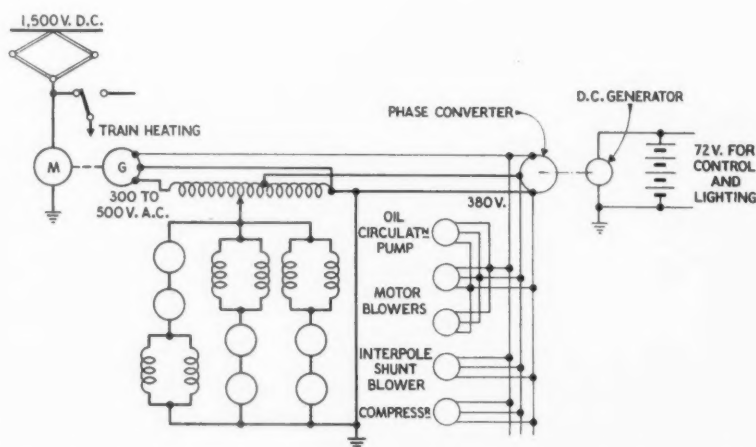 1,500 V. D.C.
TRAIN HEATING
M
G
300 TO
500 V. A.C.
PHASE CONVERTER
D.C. GENERATOR
72 V. FOR
CONTROL
AND
LIGHTING
380 V.
OIL
CIRCULATᴺ
PUMP
MOTOR
BLOWERS
INTERPOLE
SHUNT
BLOWER
COMPRESSᴿ